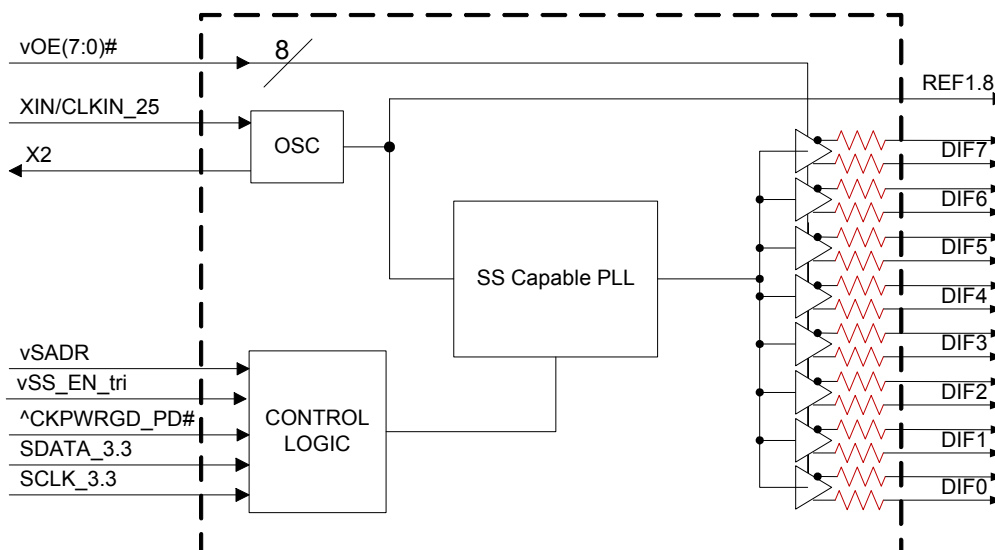 vOE(7:0)#
8
REF1.8
XIN/CLKIN_25
OSC
X2
DIF7
DIF6
DIF5
SS Capable PLL
DIF4
DIF3
vSADR
vSS_EN_tri
DIF2
^CKPWRGD_PD#
CONTROL
LOGIC
DIF1
SDATA_3.3
SCLK_3.3
DIF0